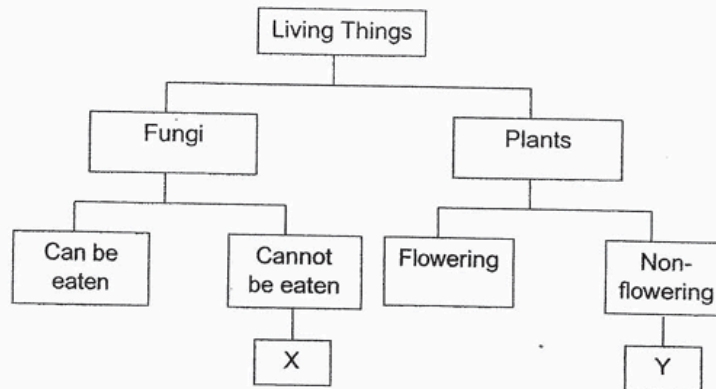 Living Things
Fungi
Plants
Can be
eaten
Cannot
be eaten
Flowering
Non-
flowering
X
Y